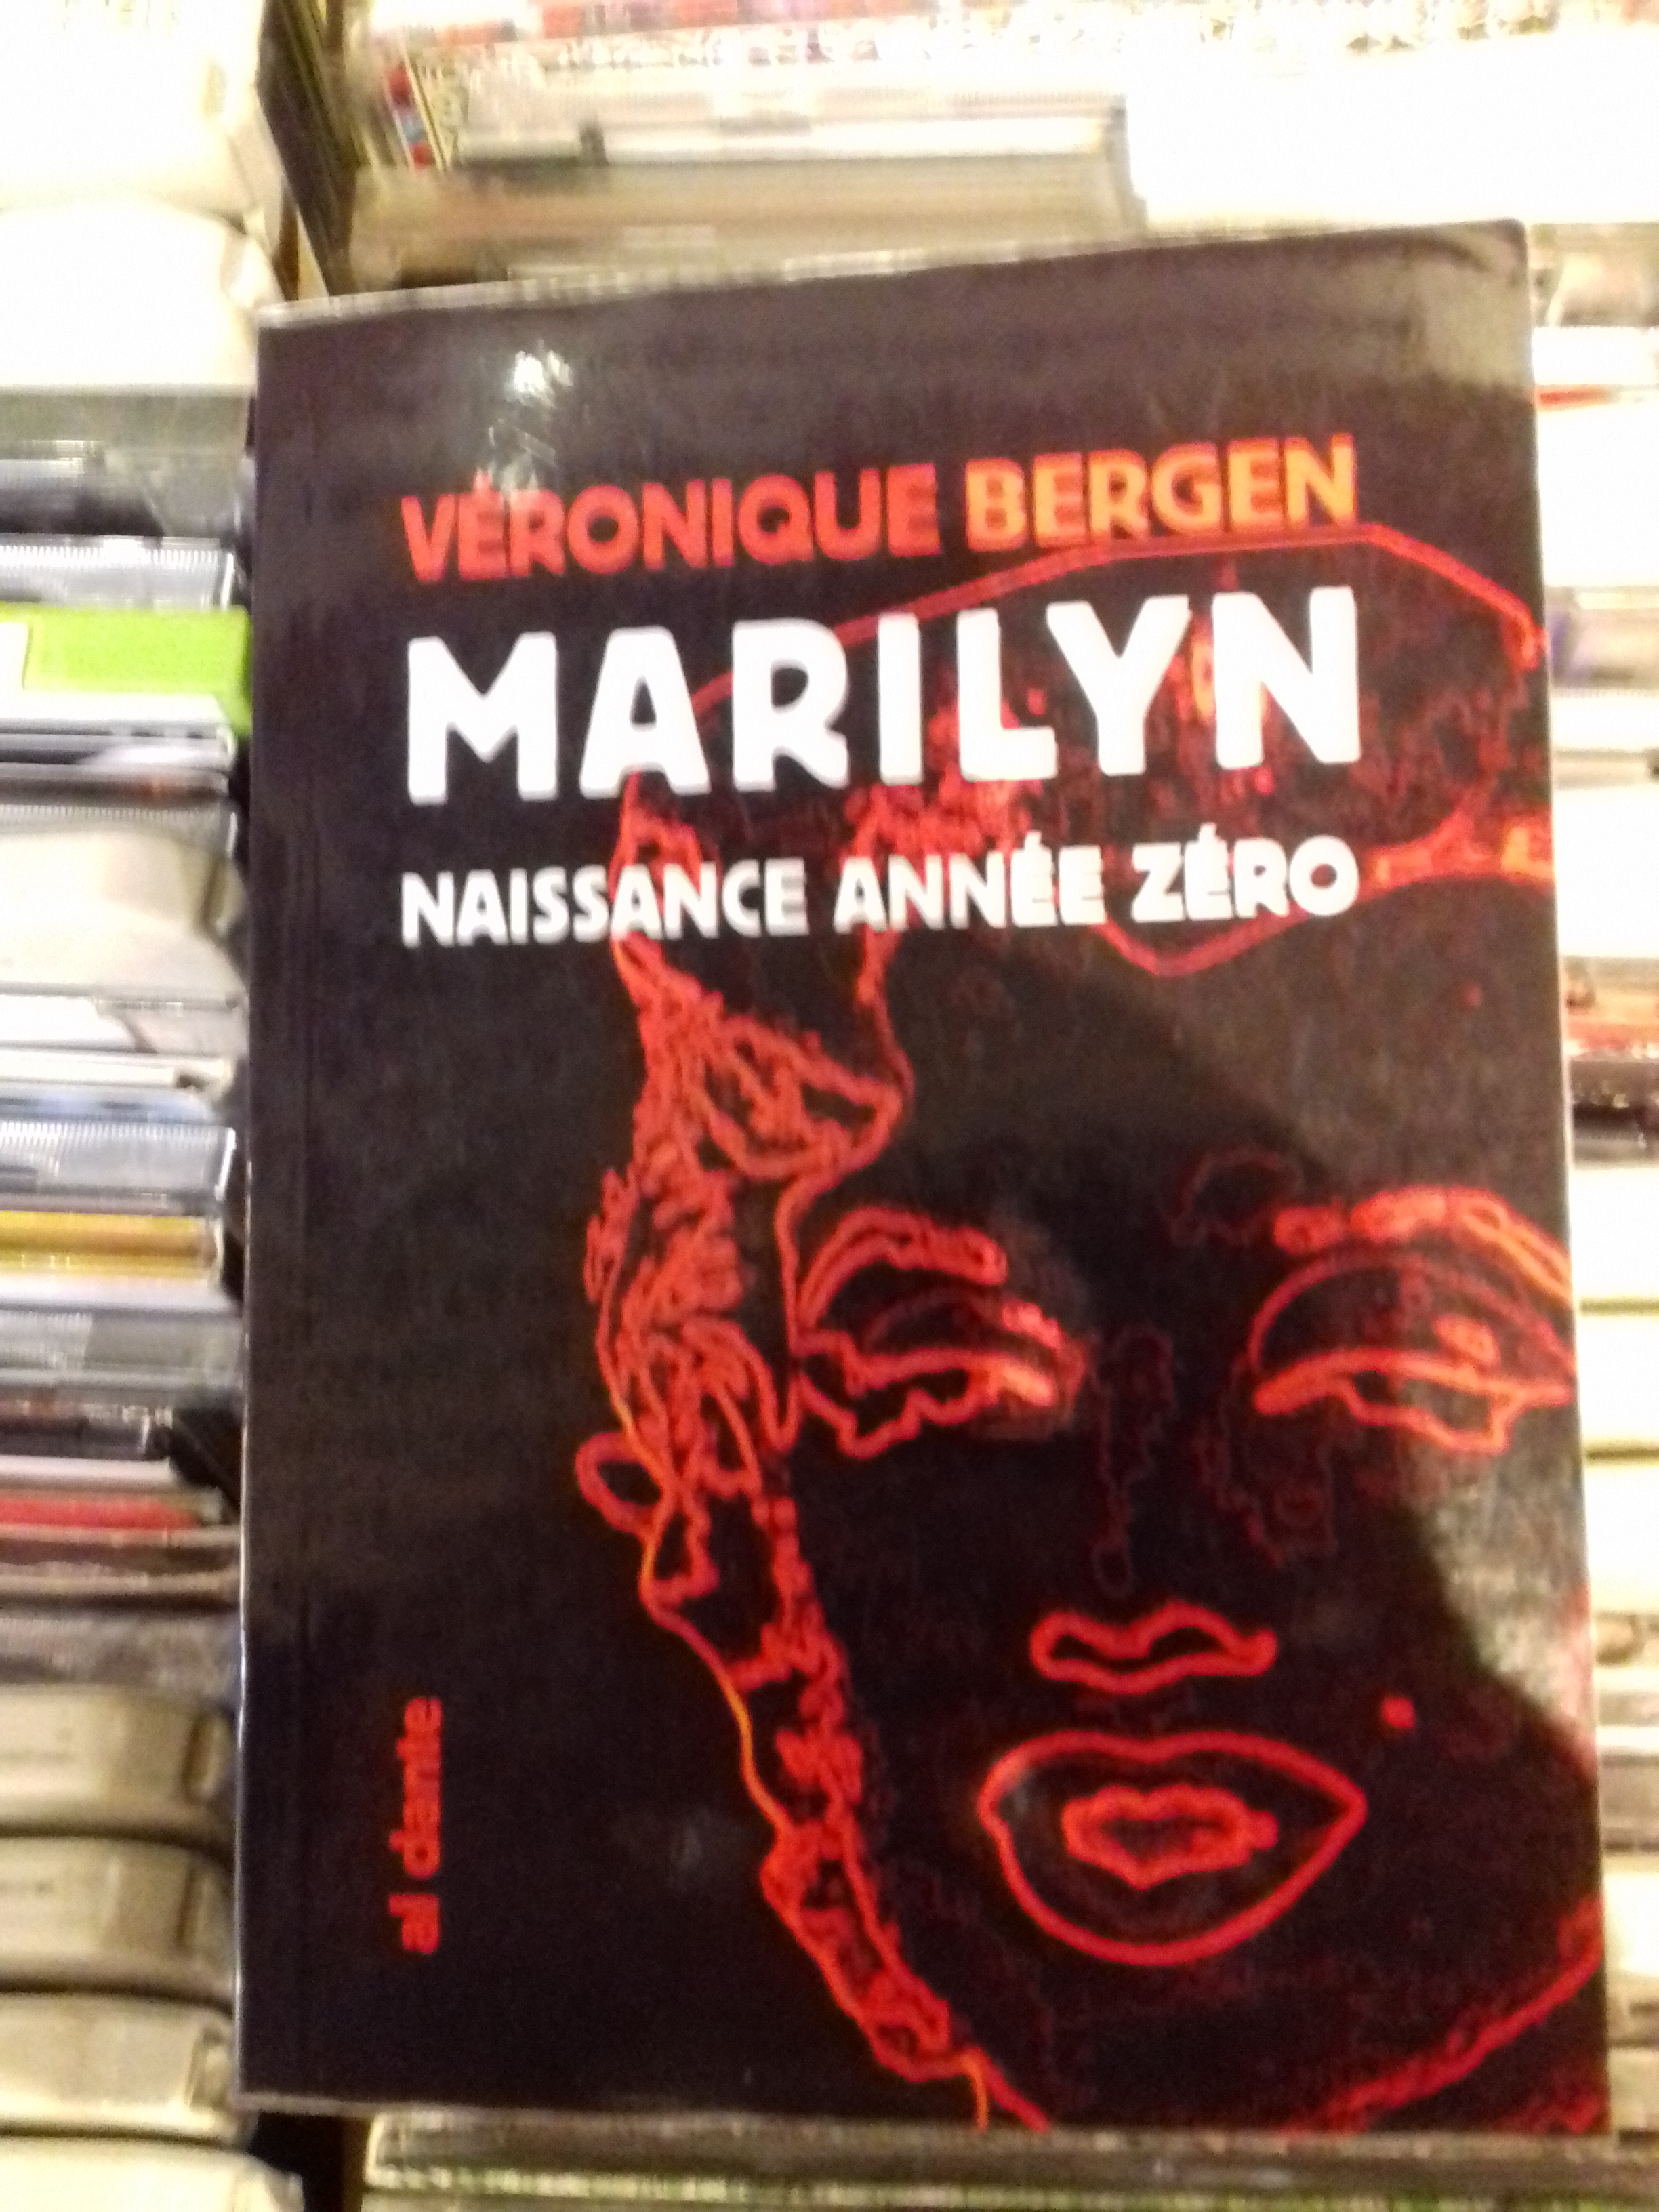 VÉRONIQUE BERGEN
MARILYN
NAISSANCE ANNÉE ZÉRO
al dante